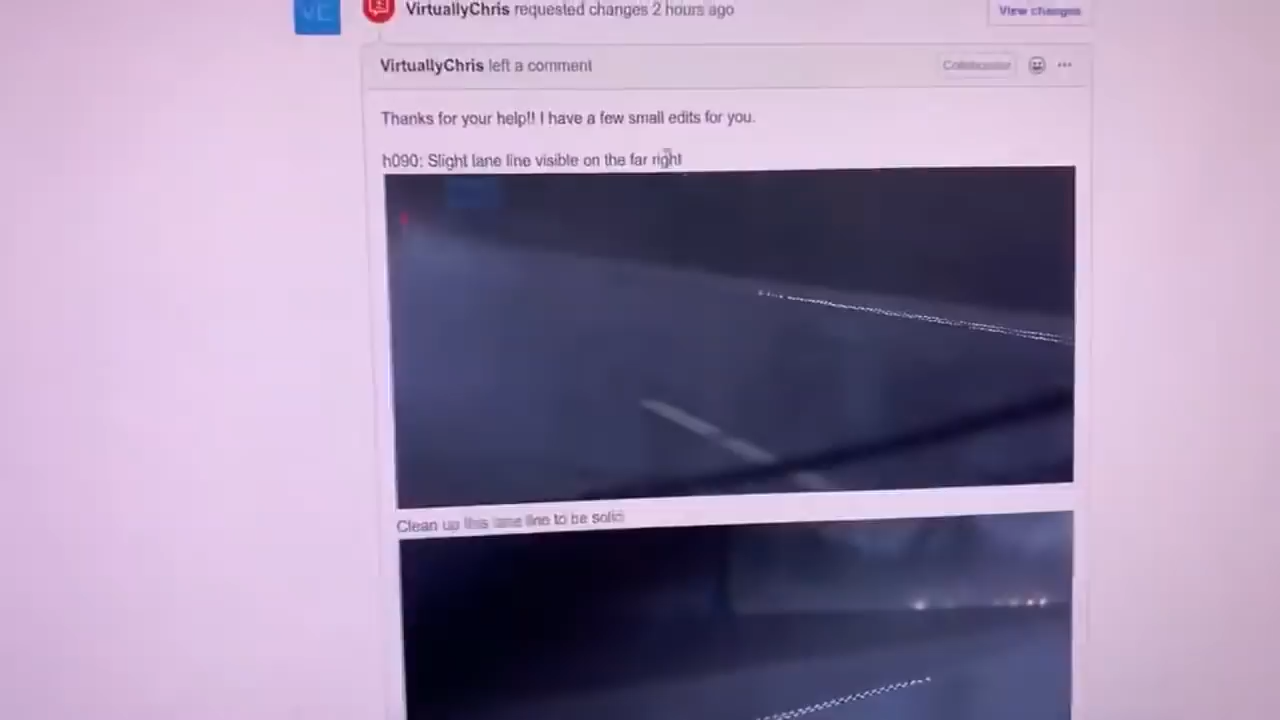 VC
VirtuallyChris requested changes 2 hours ago
View changes
VirtuallyChris left a comment
Collaborator
Thanks for your help!! I have a few small edits for you.
h090: Slight lane line visible on the far right
Clean up this lane line to be solid